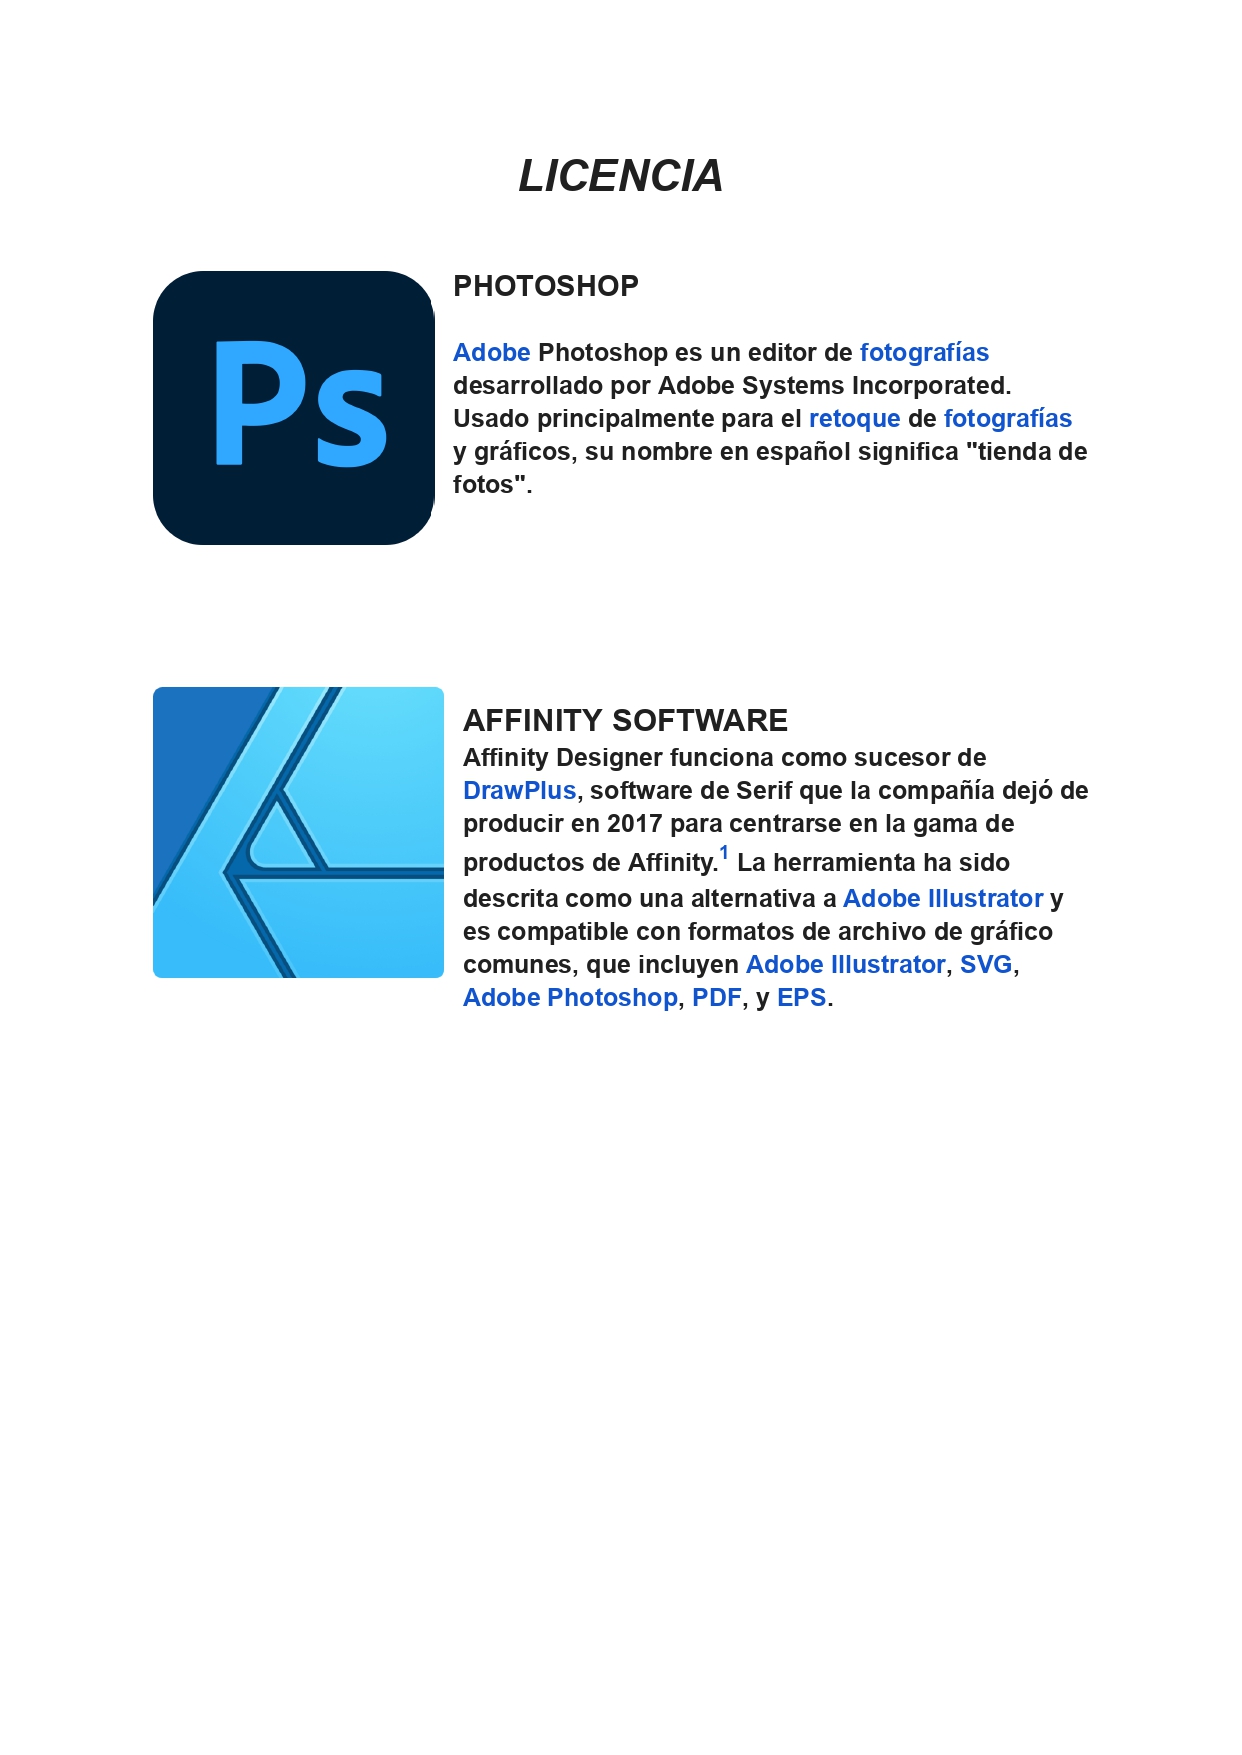 LICENCIA
Ps
PHOTOSHOP
Adobe Photoshop es un editor de fotografías
desarrollado por Adobe Systems Incorporated.
Usado principalmente para el retoque de fotografías
y gráficos, su nombre en español significa "tienda de
fotos".
AFFINITY SOFTWARE
Affinity Designer funciona como sucesor de
DrawPlus, software de Serif que la compañía dejó de
producir en 2017 para centrarse en la gama de
productos de Affinity.1 La herramienta ha sido
descrita como una alternativa a Adobe Illustrator y
es compatible con formatos de archivo de gráfico
comunes, que incluyen Adobe Illustrator, SVG,
Adobe Photoshop, PDF, y EPS.